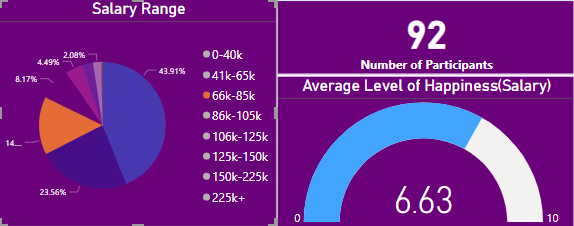 Salary Range
2.08%
4.49%
8.17%
43.91%
14...
23.56%
0-40k
41k-65k
66k-85k
86k-105k
106k-125k
125k-150k
150k-225k
225k+
92
Number of Participants
Average Level of Happiness(Salary)
6.63
0
10